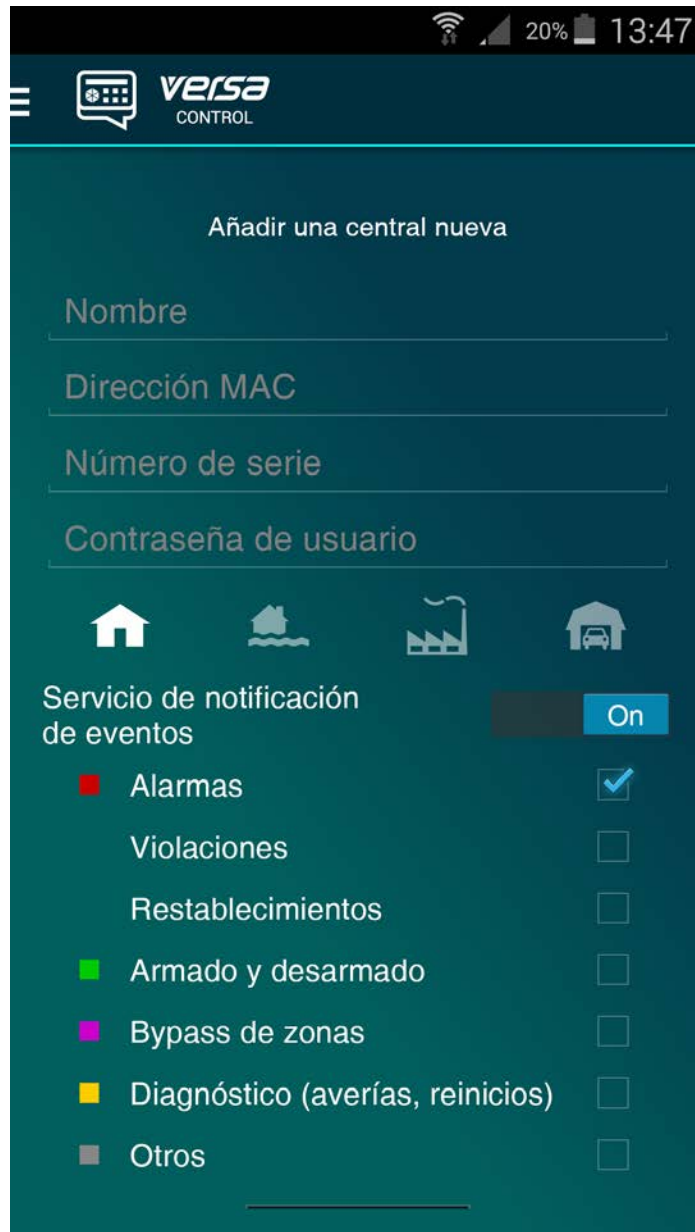 20% 13:47
versa
CONTROL
Añadir una central nueva
Nombre
Dirección MAC
Número de serie
Contraseña de usuario
Servicio de notificación
de eventos
On
Alarmas
Violaciones
Restablecimientos
Armado y desarmado
Bypass de zonas
Diagnóstico (averías, reinicios)
Otros